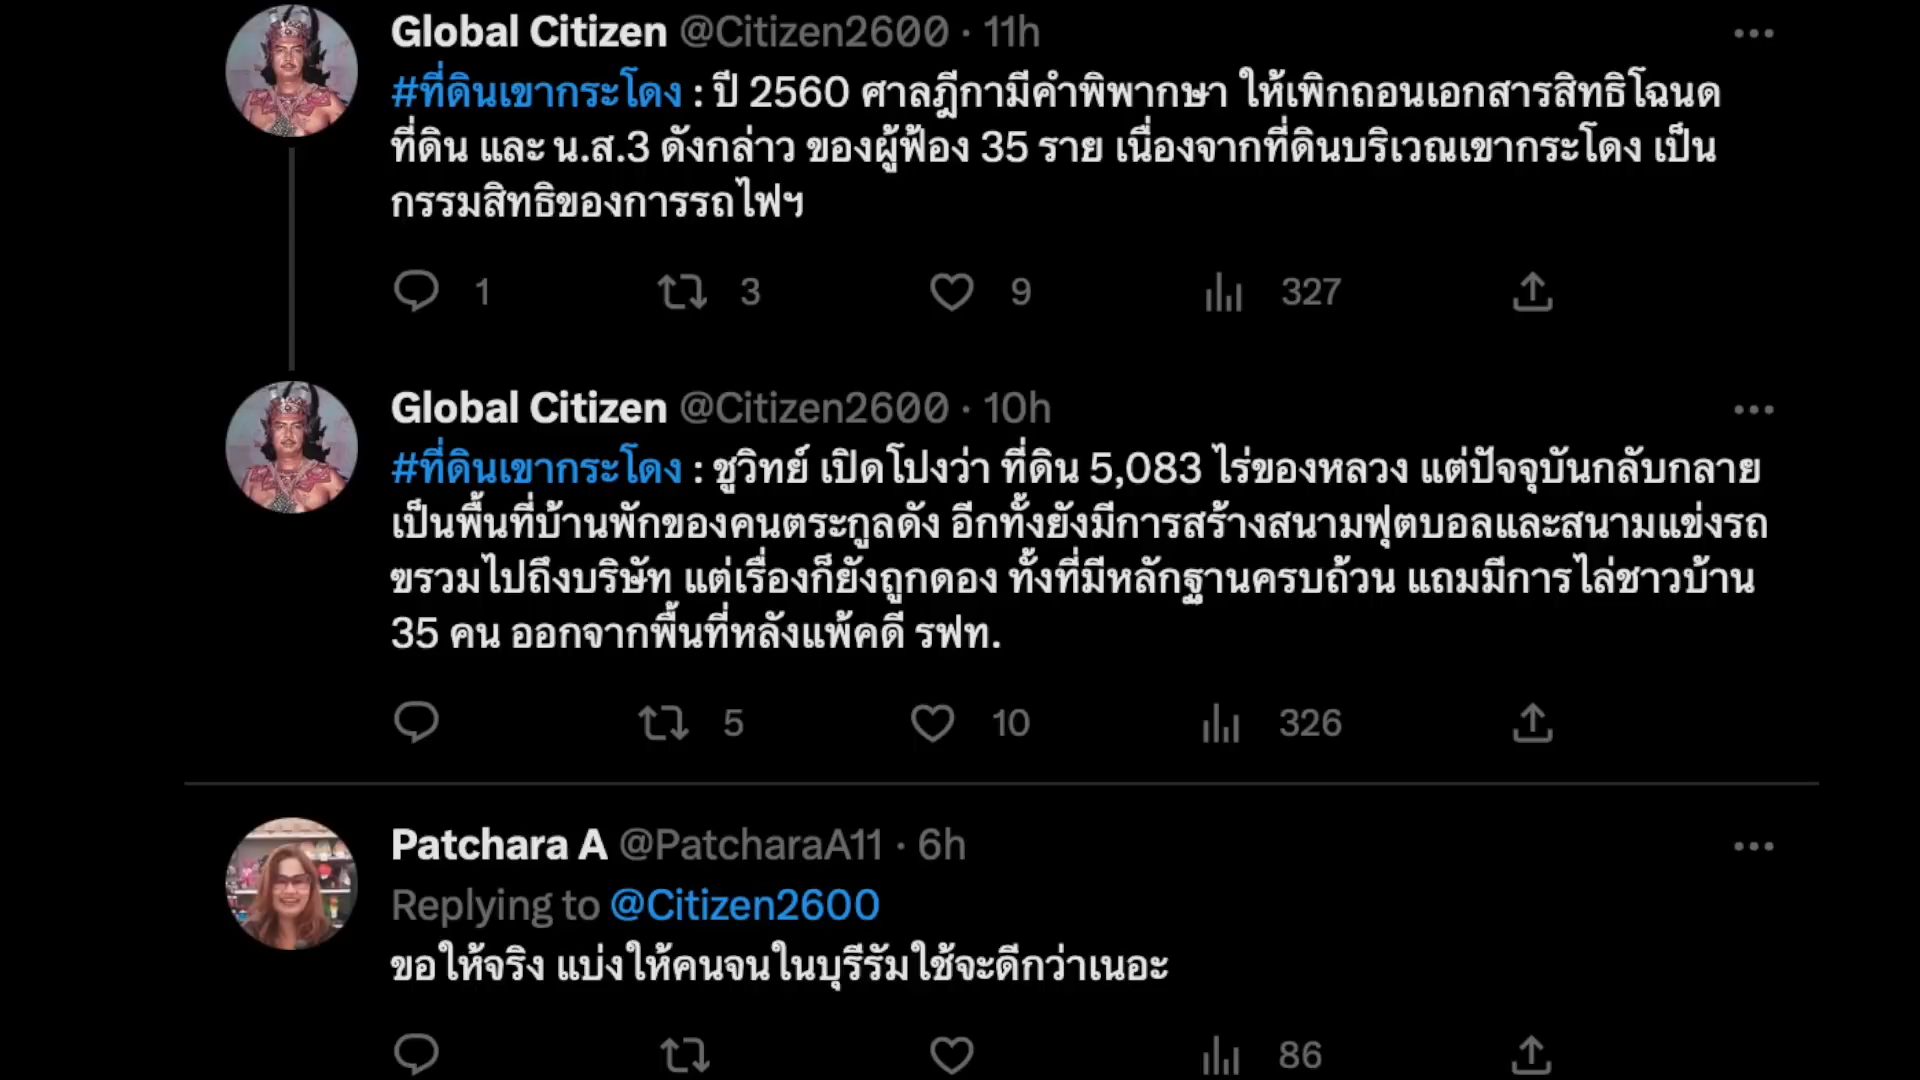 Global Citizen @Citizen2600 · 11h
#ที่ดินเขากระโดง : ปี 2560 ศาลฎีกามีคำพิพากษา ให้เพิกถอนเอกสารสิทธิโฉนด
ที่ดิน และ น.ส.3 ดังกล่าว ของผู้ฟ้อง 35 ราย เนื่องจากที่ดินบริเวณเขากระโดง เป็น
กรรมสิทธิของการรถไฟฯ
1 3 9 327
Global Citizen @Citizen2600 · 10h
#ที่ดินเขากระโดง : ชูวิทย์ เปิดโปงว่า ที่ดิน 5,083 ไร่ของหลวง แต่ปัจจุบันกลับกลาย
เป็นพื้นที่บ้านพักของคนตระกูลดัง อีกทั้งยังมีการสร้างสนามฟุตบอลและสนามแข่งรถ
ขรวมไปถึงบริษัท แต่เรื่องก็ยังถูกดอง ทั้งที่มีหลักฐานครบถ้วน แถมมีการไล่ชาวบ้าน
35 คน ออกจากพื้นที่หลังแพ้คดี รฟท.
5 10 326
Patchara A @PatcharaA11 · 6h
Replying to @Citizen2600
ขอให้จริง แบ่งให้คนจนในบุรีรัมใช้จะดีกว่าเนอะ
86